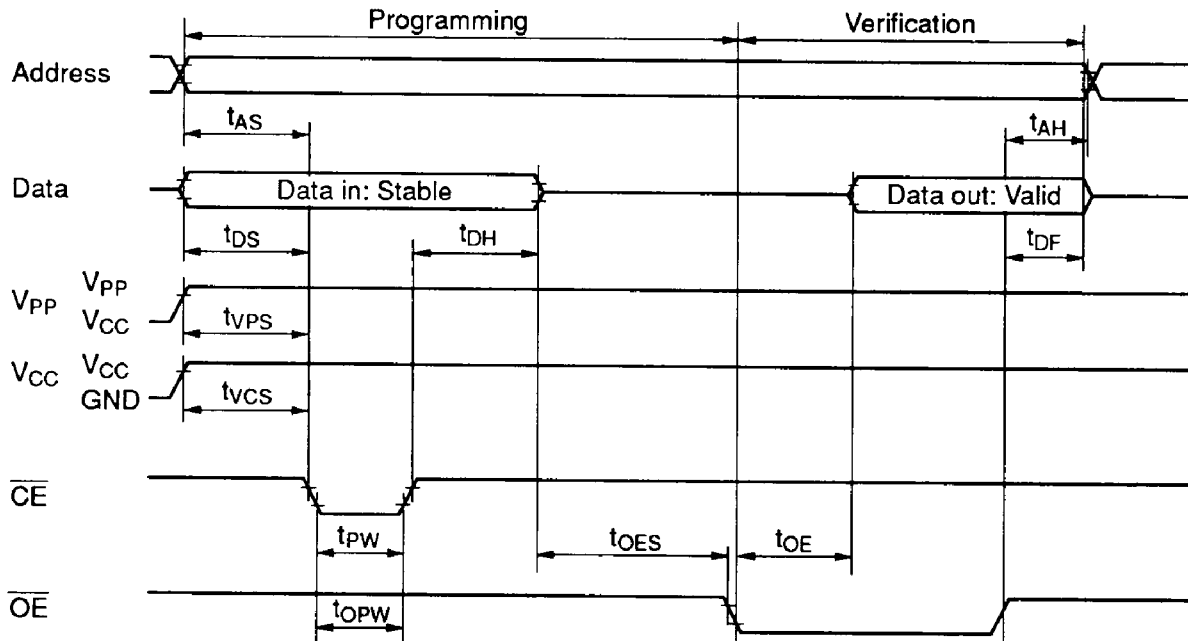 Programming Verification
Address
tAS tAH
Data Data in: Stable Data out: Valid
tDS tDH tDF
VPP VPP
VCC
tVPS
VCC VCC
GND
tVCS
CE
tPW
tOES tOE
OE
tOPW